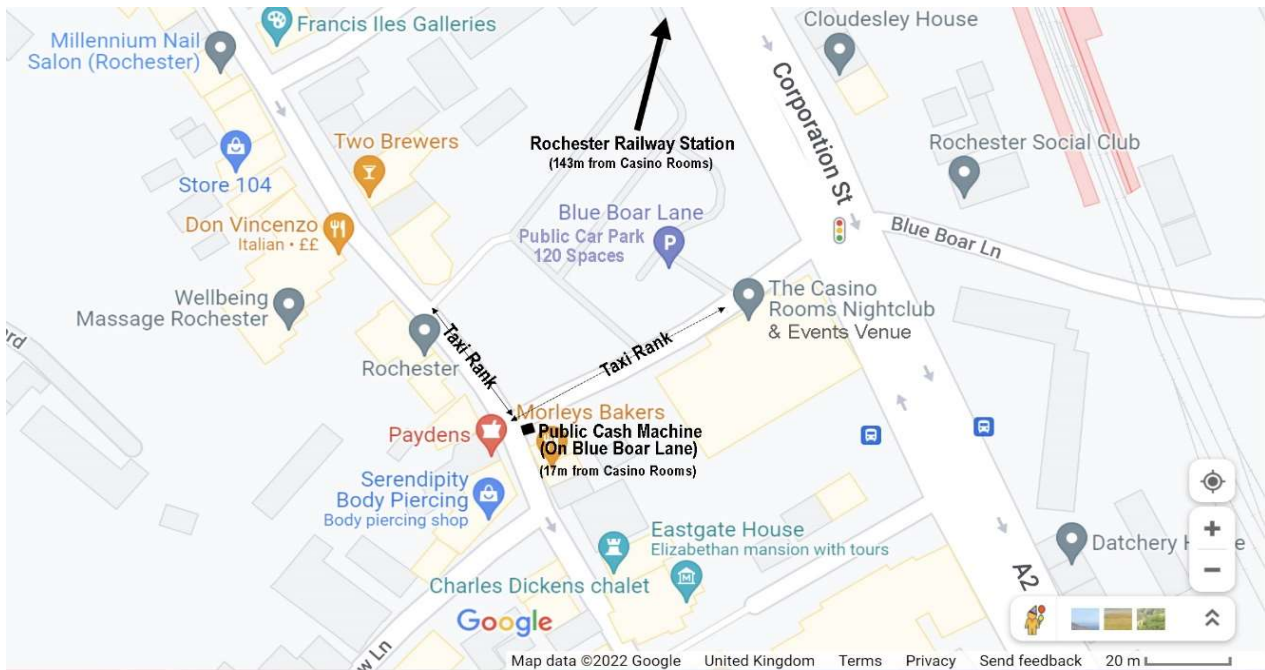 Francis Iles Galleries
Millennium Nail
Salon (Rochester)
Cloudesley House
Corporation St
Rochester Railway Station
(143m from Casino Rooms)
Two Brewers
Rochester Social Club
Store 104
Don Vincenzo
Italian • ££
Blue Boar Lane
Public Car Park
120 Spaces
P
Blue Boar Ln
Wellbeing
Massage Rochester
The Casino
Rooms Nightclub
& Events Venue
Taxi Rank
Taxi Rank
Rochester
Morleys Bakers
Public Cash Machine
(On Blue Boar Lane)
(17m from Casino Rooms)
Paydens
Serendipity
Body Piercing
Body piercing shop
Eastgate House
Elizabethan mansion with tours
Charles Dickens chalet
Datchery H
e
A2
Google
w Ln
Map data ©2022 Google United Kingdom Terms Privacy Send feedback 20 m